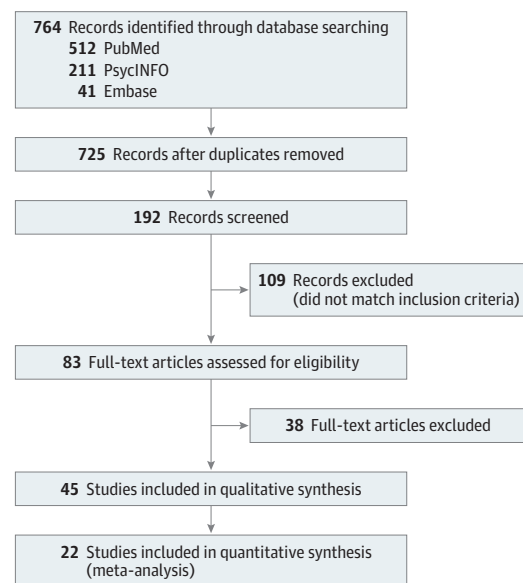 764 Records identified through database searching
512 PubMed
211 PsycINFO
41 Embase
725 Records after duplicates removed
192 Records screened
109 Records excluded
(did not match inclusion criteria)
83 Full-text articles assessed for eligibility
38 Full-text articles excluded
45 Studies included in qualitative synthesis
22 Studies included in quantitative synthesis
(meta-analysis)